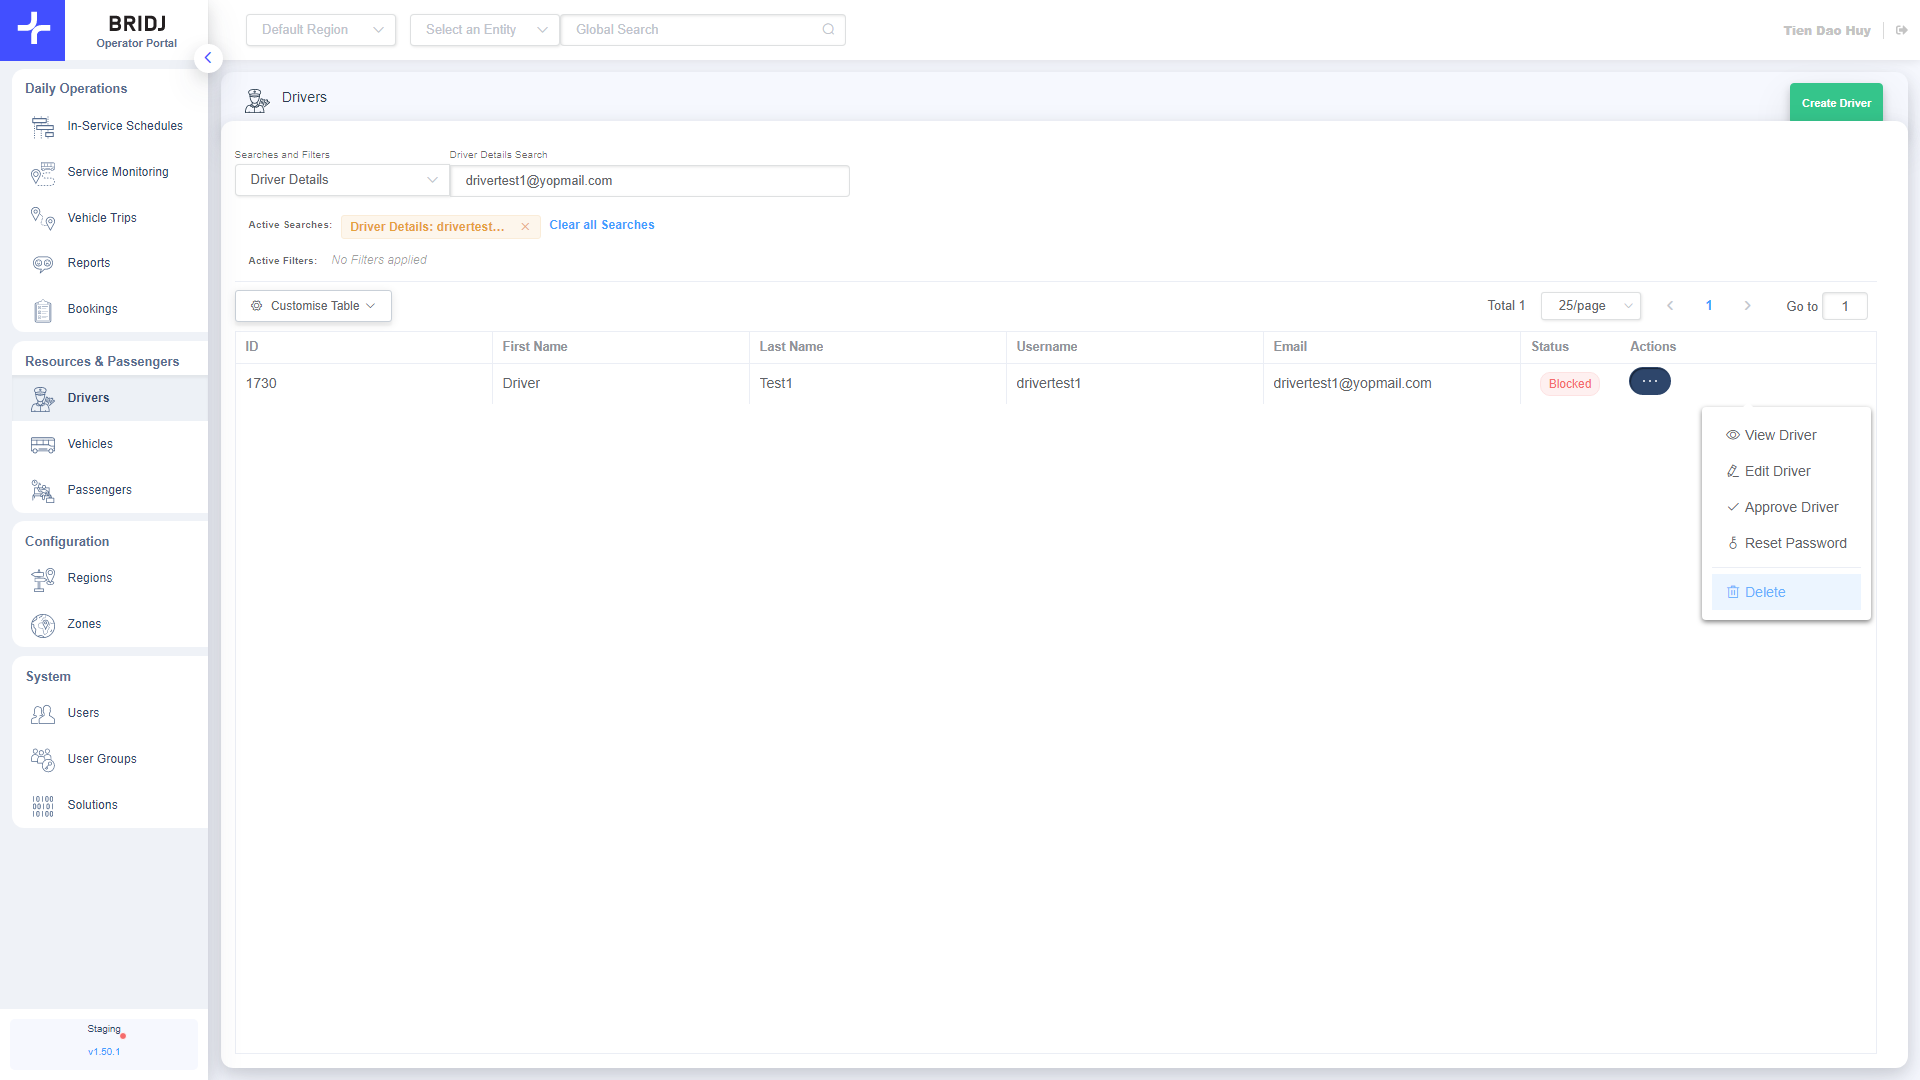 BRIDJ
Operator Portal
Default Region
Select an Entity
Global Search
Tien Dao Huy
Daily Operations
In-Service Schedules
Service Monitoring
Vehicle Trips
Reports
Bookings
Resources & Passengers
Drivers
Vehicles
Passengers
Configuration
Regions
Zones
System
Users
User Groups
10100
00101
10100
Solutions
Staging
v1.50.1
Drivers
Create Driver
Searches and Filters
Driver Details Search
Driver Details
drivertest1@yopmail.com
Active Searches:
Driver Details: drivertest...
Clear all Searches
Active Filters:
No Filters applied
Customise Table
Total 1
25/page
1
Go to
1
ID
First Name
Last Name
Username
Email
Status
Actions
1730
Driver
Test1
drivertest1
drivertest1@yopmail.com
Blocked
View Driver
Edit Driver
Approve Driver
Reset Password
Delete